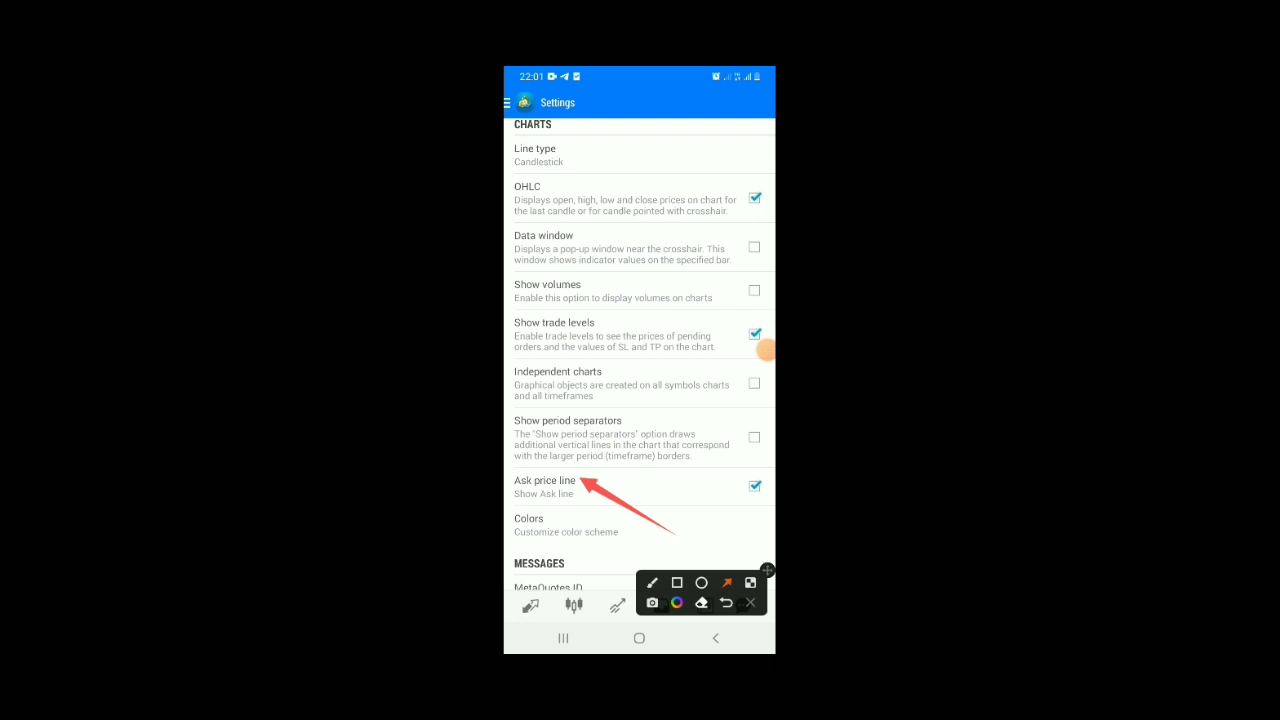 22:01
Settings
CHARTS
Line type
Candlestick
OHLC
Displays open, high, low and close prices on chart for
the last candle or for candle pointed with crosshair.
Data window
Displays a pop-up window near the crosshair. This
window shows indicator values on the specified bar.
Show volumes
Enable this option to display volumes on charts
Show trade levels
Enable trade levels to see the prices of pending
orders and the values of SL and TP on the chart.
Independent charts
Graphical objects are created on all symbols charts
and all timeframes
Show period separators
The "Show period separators" option draws
additional vertical lines in the chart that correspond
with the larger period (timeframe) borders.
Ask price line
Show Ask line
Colors
Customize color scheme
MESSAGES
MetaQuotes ID